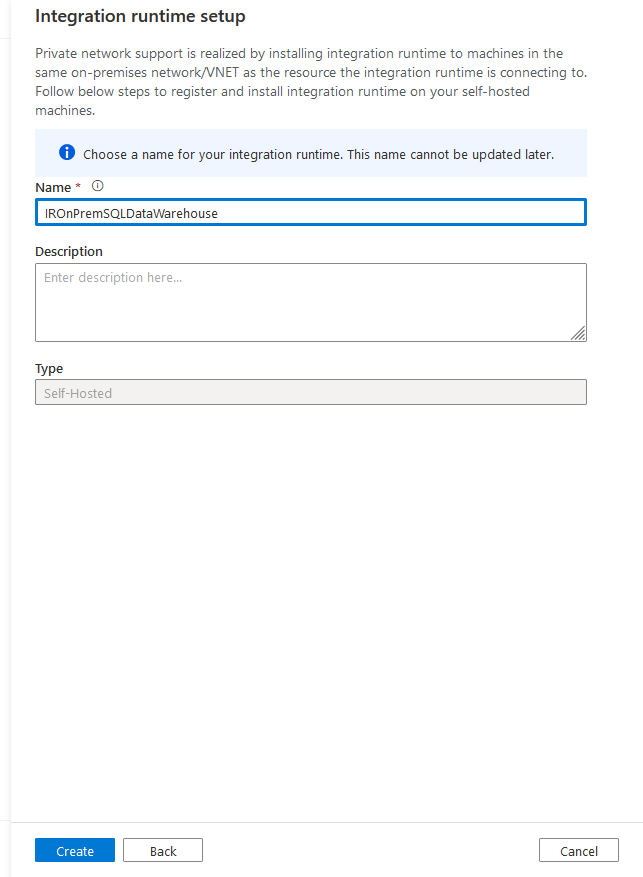 Integration runtime setup
Private network support is realized by installing integration runtime to machines in the
same on-premises network/VNET as the resource the integration runtime is connecting to.
Follow below steps to register and install integration runtime on your self-hosted
machines.
Choose a name for your integration runtime. This name cannot be updated later.
Name *
IROnPremSQLDataWarehouse
Description
Enter description here...
Type
Self-Hosted
Create Back Cancel